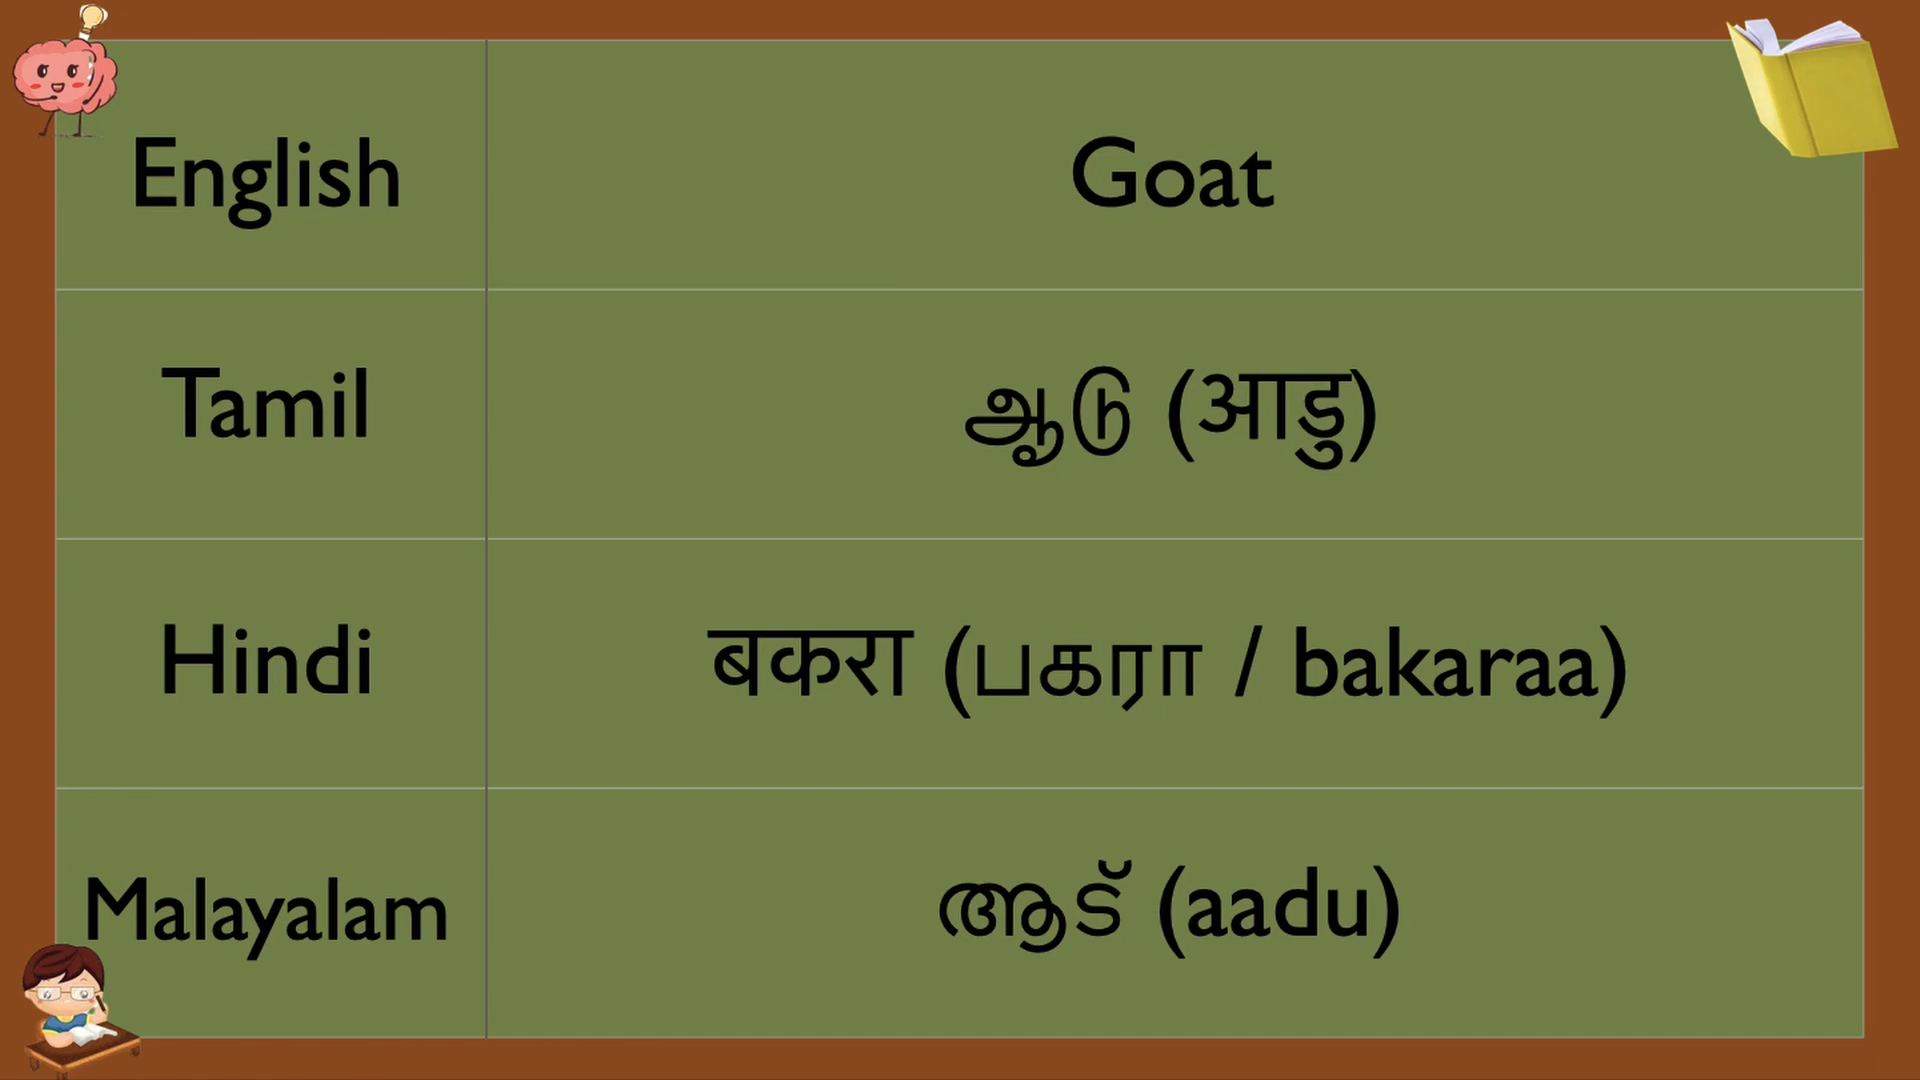 English Goat
Tamil ஆடு (आडु)
Hindi बकरा (பகரா / bakaraa)
Malayalam ആട് (aadu)